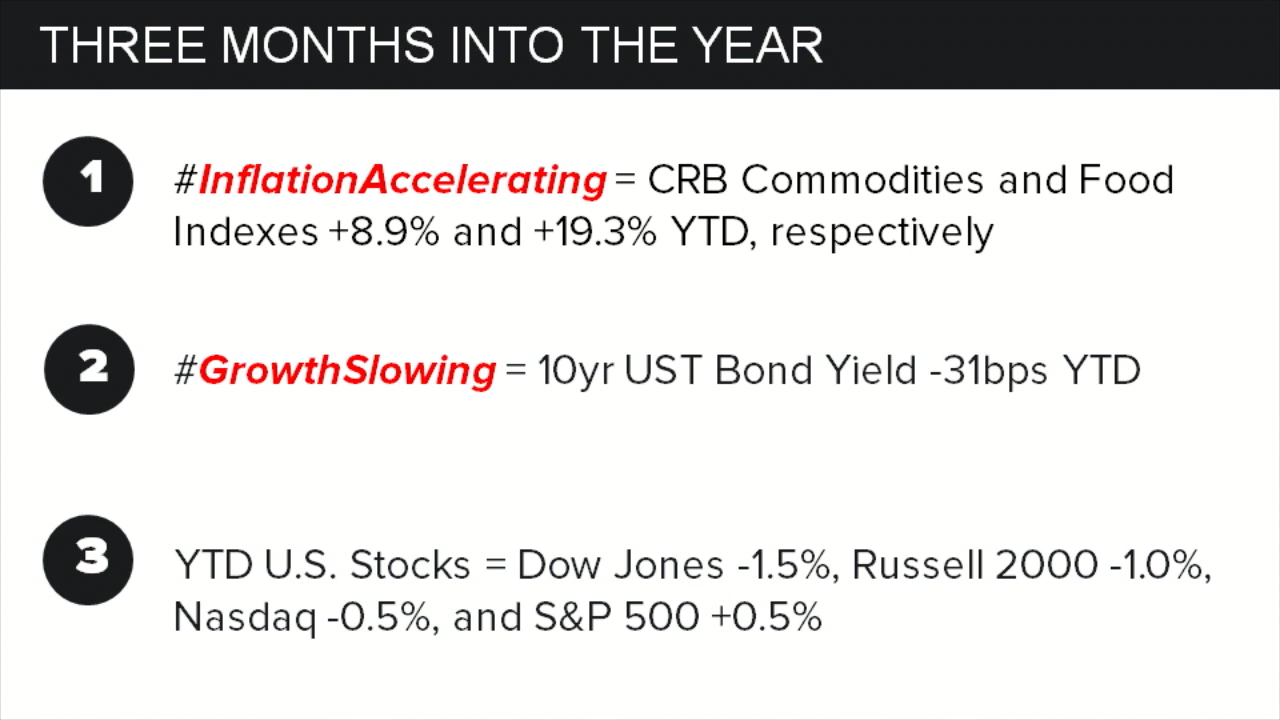 THREE MONTHS INTO THE YEAR
1
#InflationAccelerating = CRB Commodities and Food
Indexes +8.9% and +19.3% YTD, respectively
2
#GrowthSlowing = 10yr UST Bond Yield -31bps YTD
3
YTD U.S. Stocks = Dow Jones -1.5%, Russell 2000 -1.0%,
Nasdaq -0.5%, and S&P 500 +0.5%